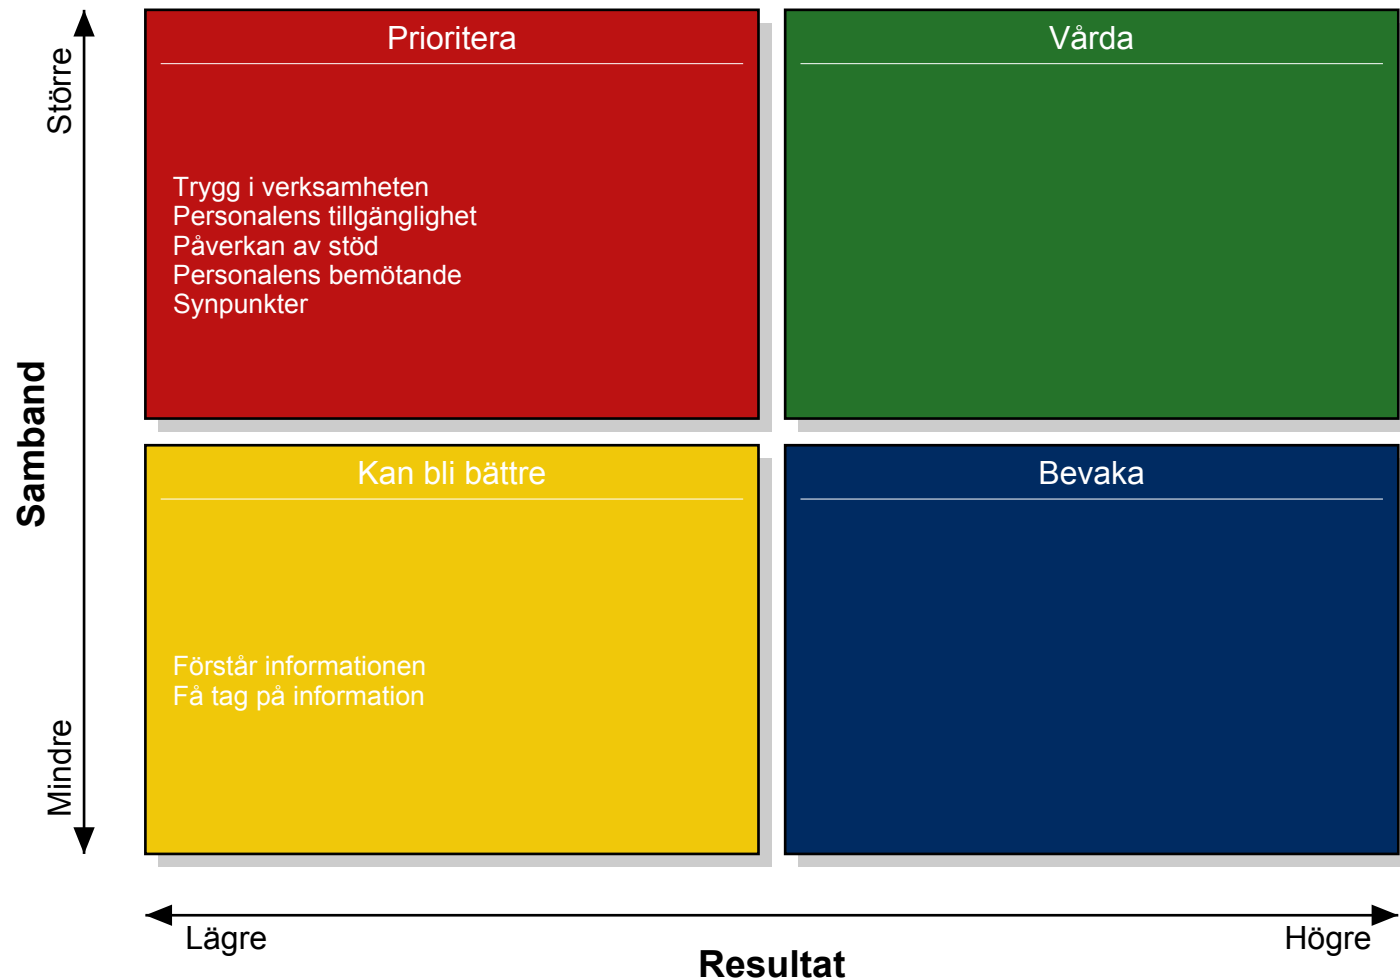 Prioritera
Vårda
Större
Trygg i verksamheten
Personalens tillgänglighet
Påverkan av stöd
Personalens bemötande
Synpunkter
Samband
Kan bli bättre
Bevaka
Förstår informationen
Få tag på information
Mindre
Lägre
Högre
Resultat